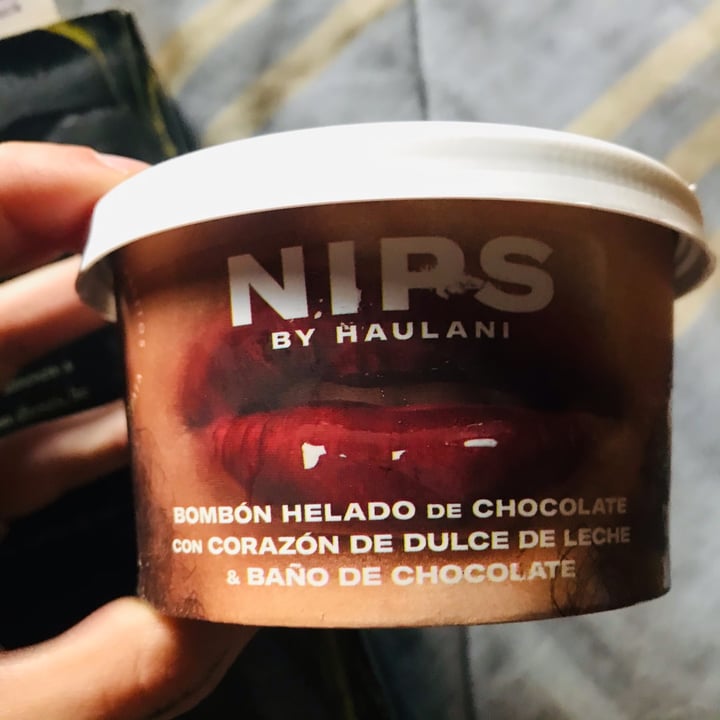 NIPS
BY HAULANI
BOMBÓN HELADO DE CHOCOLATE
CON CORAZÓN DE DULCE DE LECHE
& BAÑO DE CHOCOLATE